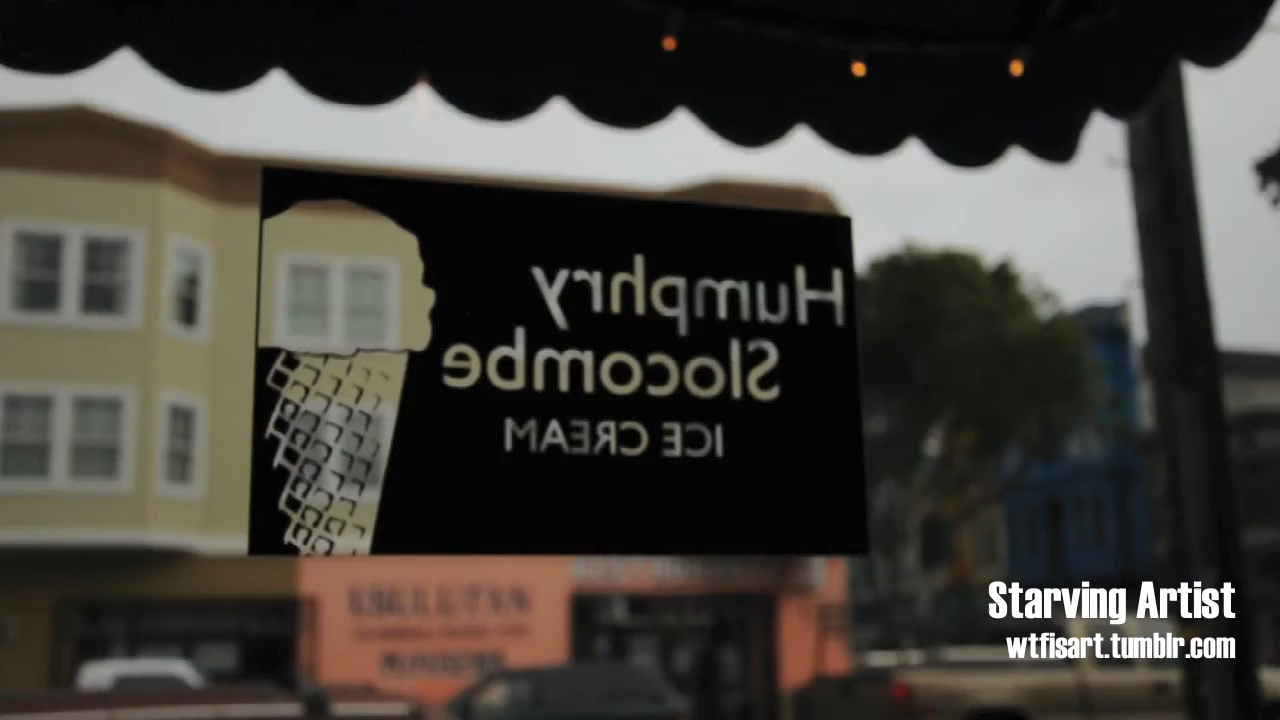 Humphry
Slocombe
ICE CREAM
Starving Artist
wtfisart.tumblr.com